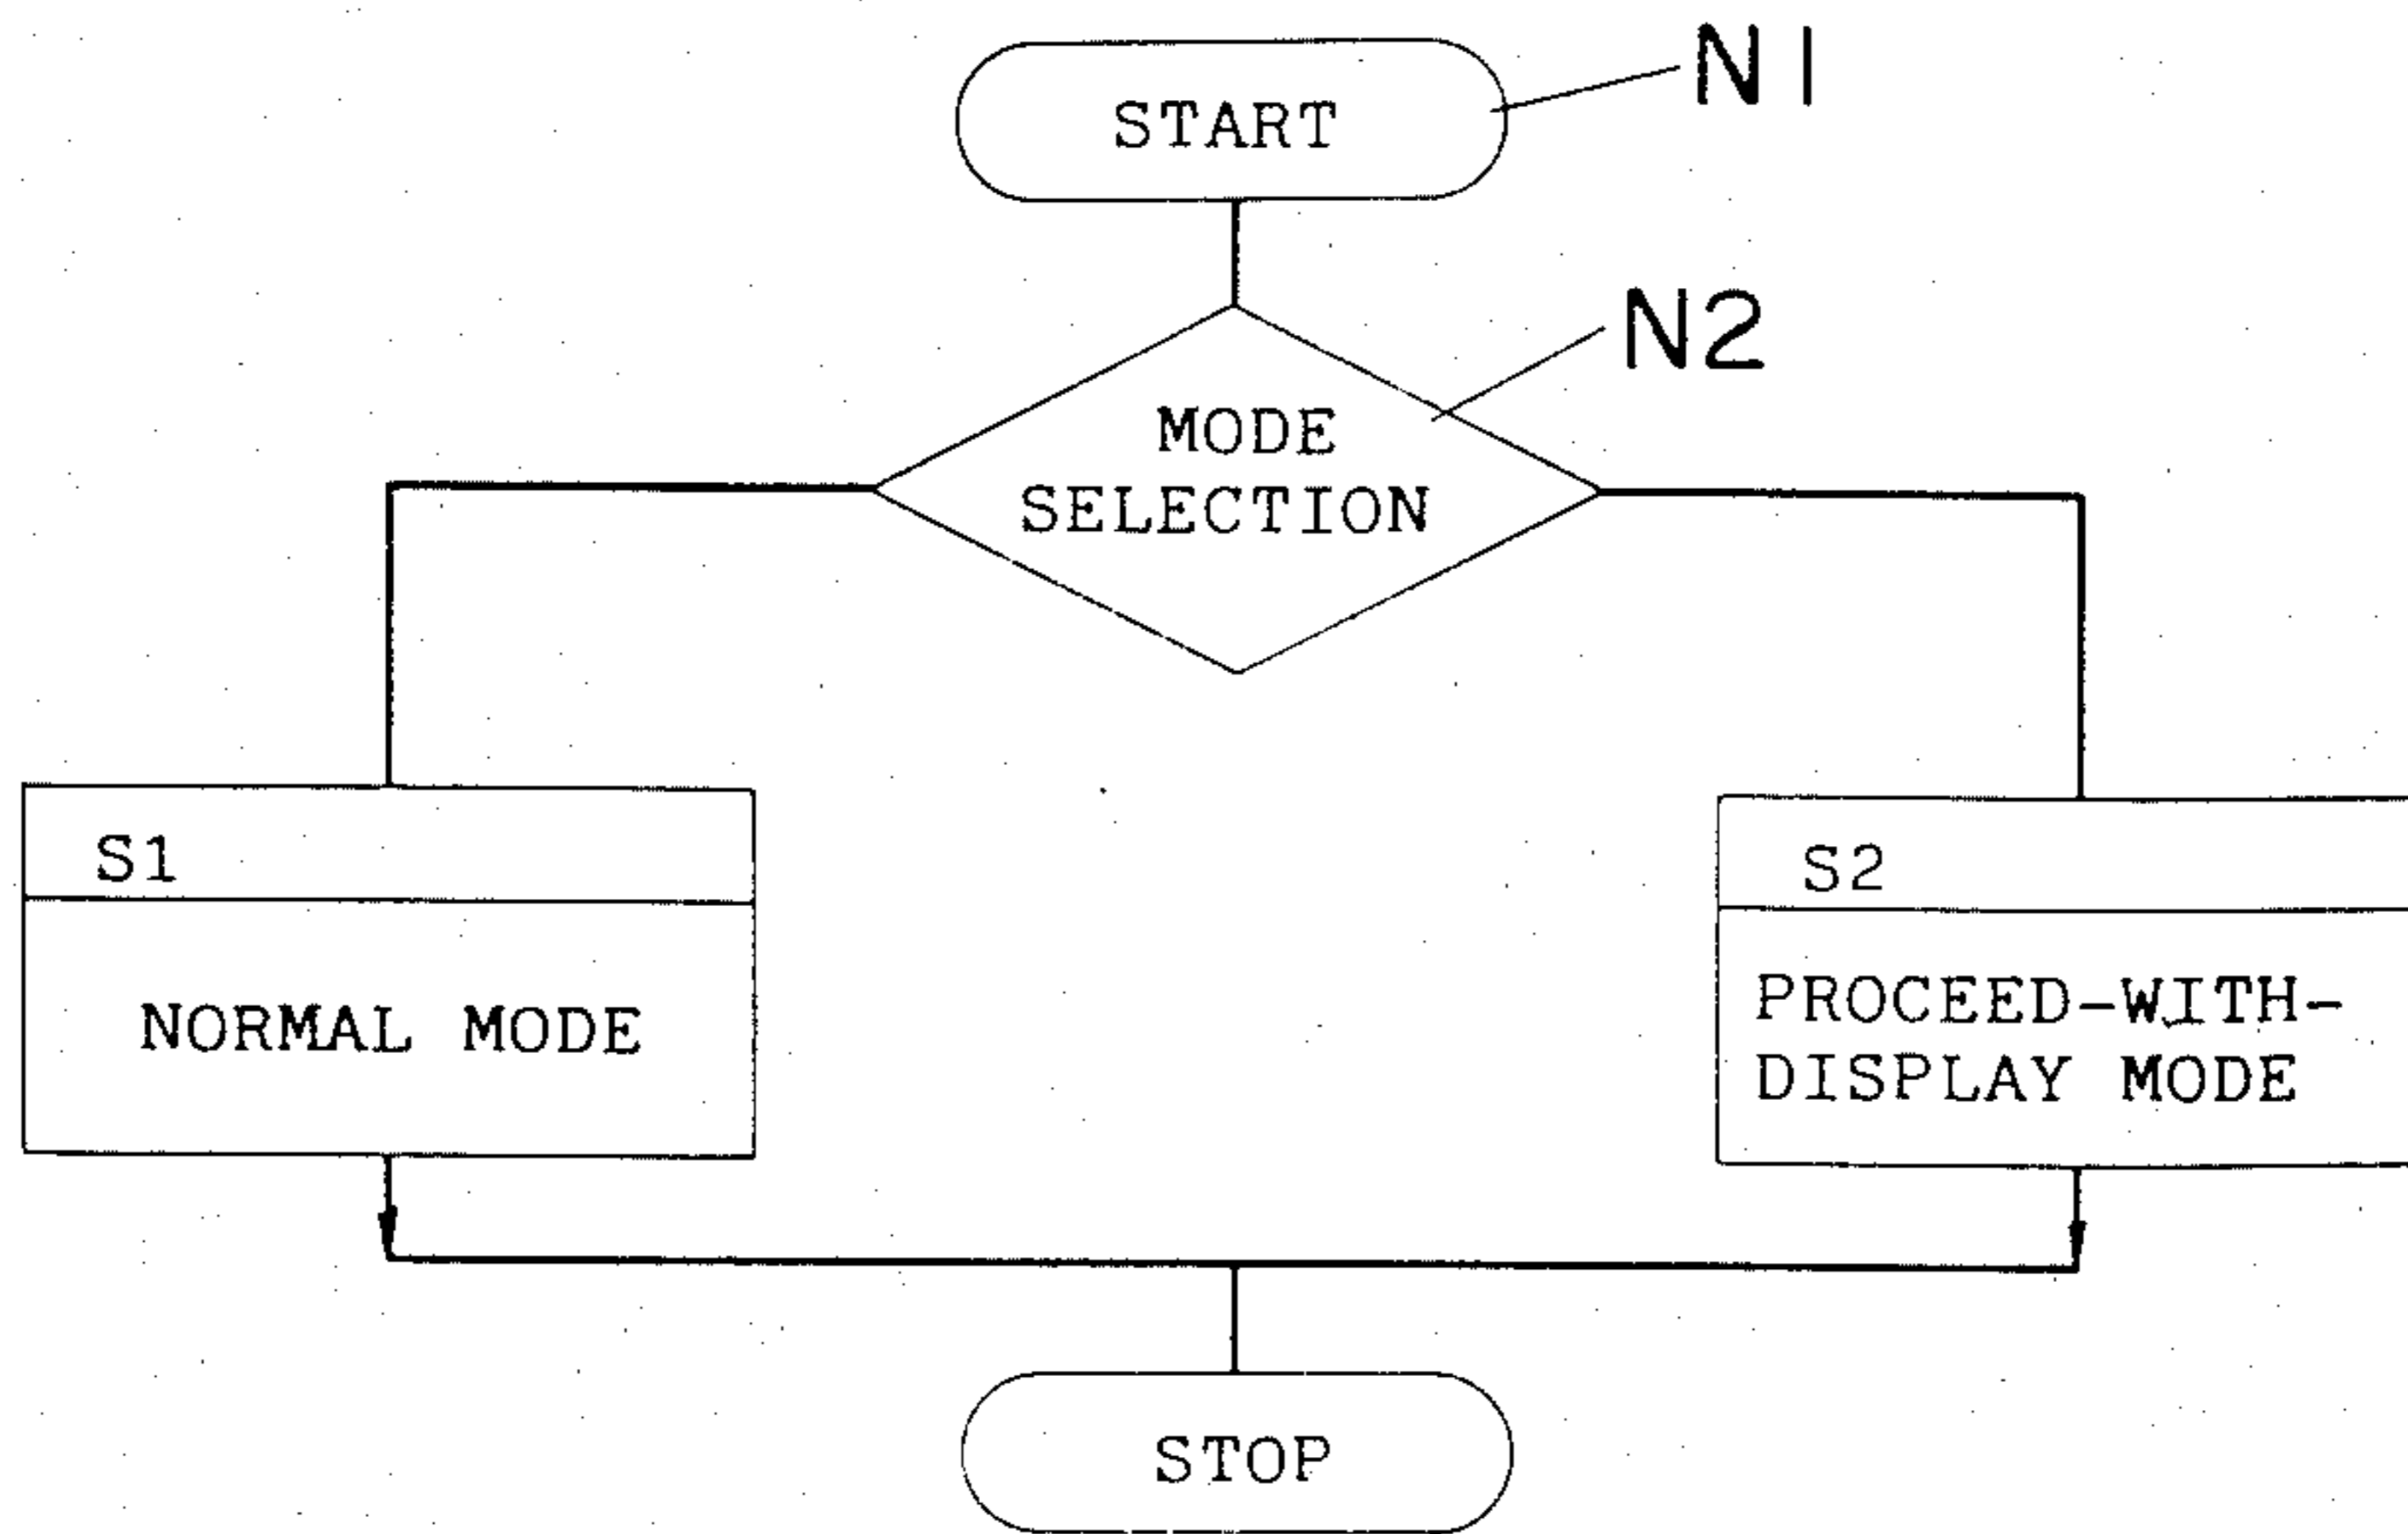 START
N1
N2
MODE
SELECTION
S1
NORMAL MODE
S2
PROCEED-WITH-
DISPLAY MODE
STOP